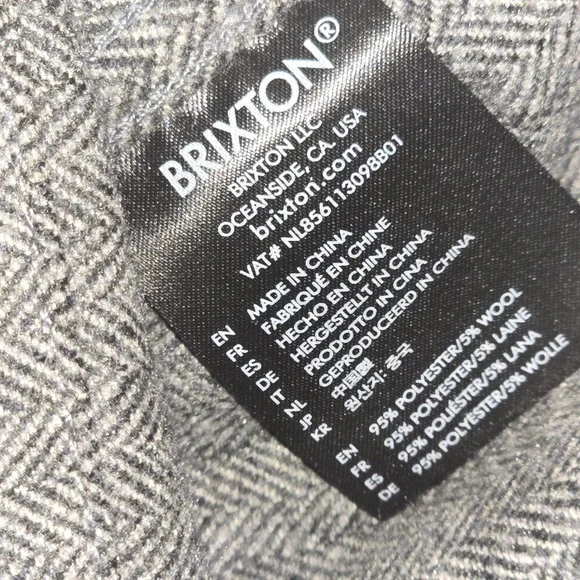 BRIXTON®
BRIXTON LLC
OCEANSIDE, CA, USA
brixton.com
VAT# NL856113098B01
EN MADE IN CHINA
FR FABRIQUÉ EN CHINE
ES HECHO EN CHINA
DE HERGESTELLT IN CHINA
IT PRODOTTO IN CINA
NL GEPRODUCEERD IN CHINA
JP 中国製
KR 원산지: 중국
EN 95% POLYESTER/5% WOOL
FR 95% POLYESTER/5% LAINE
ES 95% POLIÉSTER/5% LANA
DE 95% POLYESTER/5% WOLLE